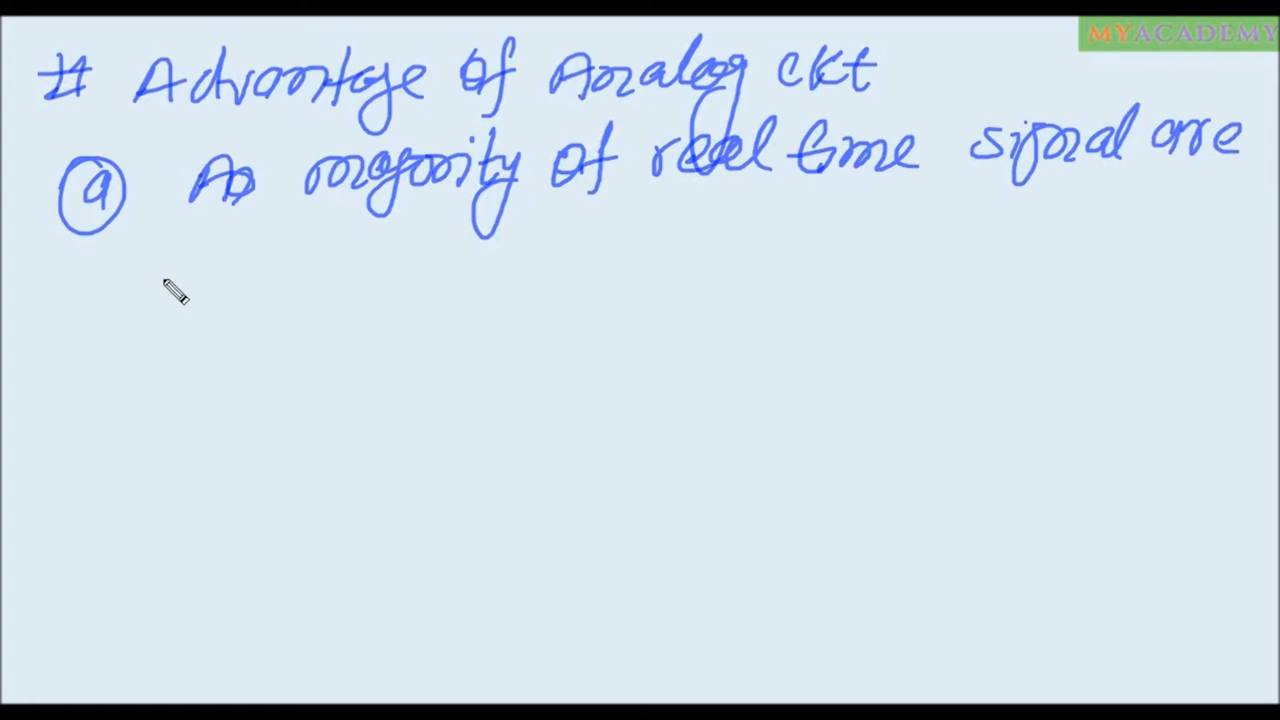 MYACADEMY
# Advantage Of Analog ckt
(a) As majority of real time signal are